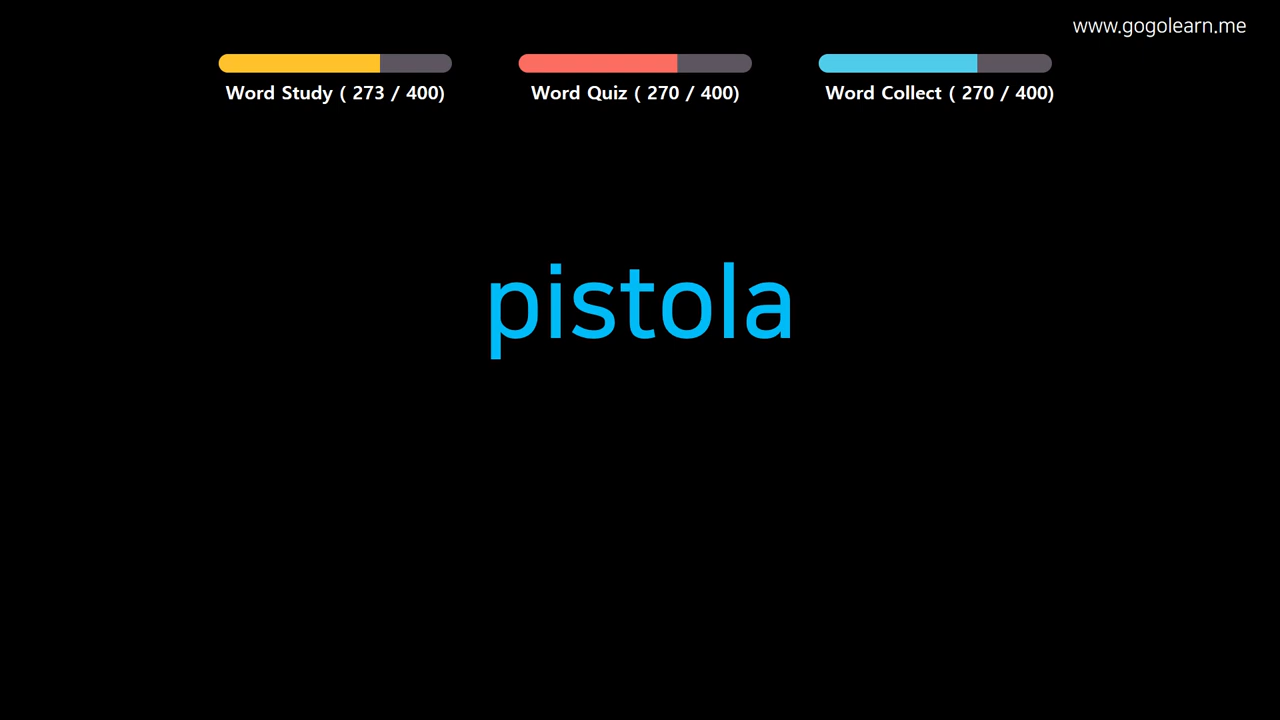 www.gogolearn.me
Word Study ( 273 / 400)
Word Quiz ( 270 / 400)
Word Collect ( 270 / 400)
pistola